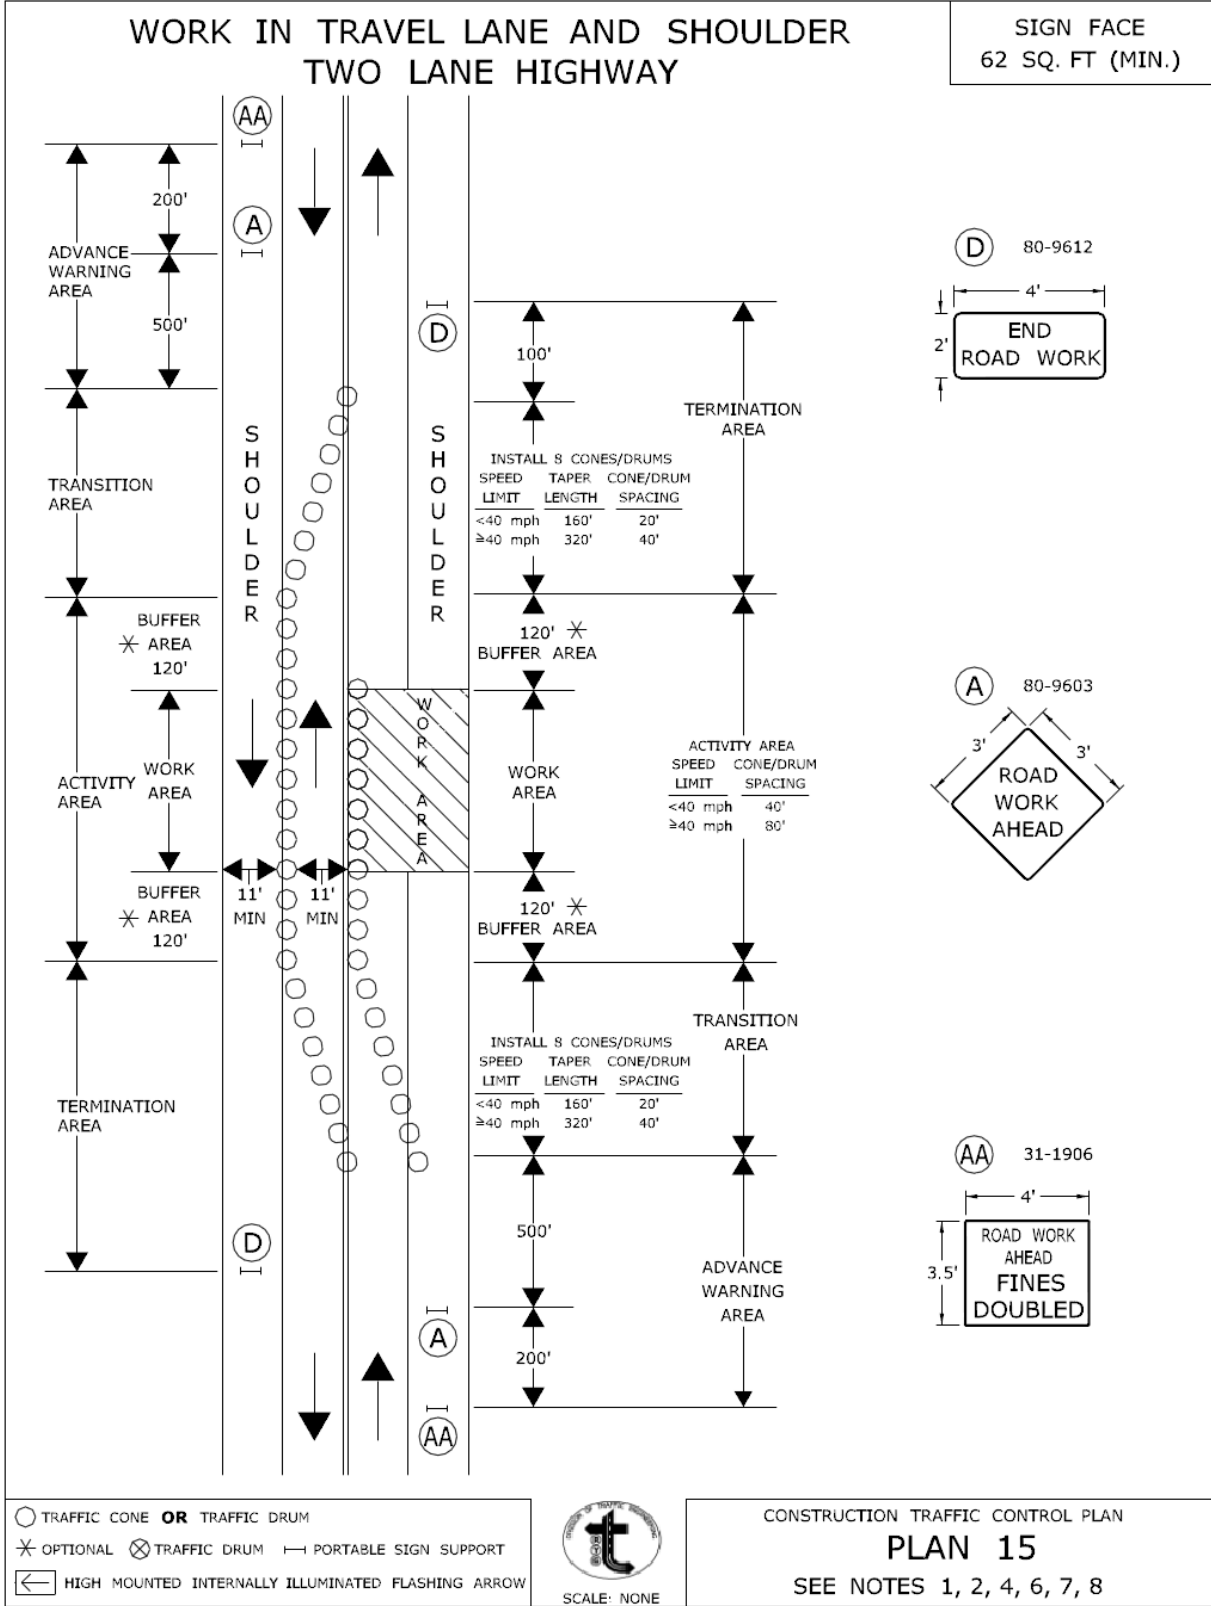 WORK IN TRAVEL LANE AND SHOULDER
TWO LANE HIGHWAY
SIGN FACE
62 SQ. FT (MIN.)
AA
200'
A
ADVANCE
WARNING
AREA
500'
D
100'
TERMINATION
AREA
SHOULDER
SHOULDER
TRANSITION
AREA
INSTALL 8 CONES/DRUMS
SPEED TAPER CONE/DRUM
LIMIT LENGTH SPACING
<40 mph 160' 20'
≥40 mph 320' 40'
BUFFER
* AREA
120'
120' *
BUFFER AREA
WORK AREA
ACTIVITY
AREA
WORK
AREA
WORK
AREA
ACTIVITY AREA
SPEED CONE/DRUM
LIMIT SPACING
<40 mph 40'
≥40 mph 80'
11'
MIN
11'
MIN
BUFFER
* AREA
120'
120' *
BUFFER AREA
TRANSITION
AREA
INSTALL 8 CONES/DRUMS
SPEED TAPER CONE/DRUM
LIMIT LENGTH SPACING
<40 mph 160' 20'
≥40 mph 320' 40'
TERMINATION
AREA
D
500'
ADVANCE
WARNING
AREA
A
200'
AA
D 80-9612
4'
2'
END
ROAD WORK
A 80-9603
3' 3'
ROAD
WORK
AHEAD
AA 31-1906
4'
3.5'
ROAD WORK
AHEAD
FINES
DOUBLED
TRAFFIC CONE OR TRAFFIC DRUM
* OPTIONAL TRAFFIC DRUM PORTABLE SIGN SUPPORT
HIGH MOUNTED INTERNALLY ILLUMINATED FLASHING ARROW
DIVISION OF TRAFFIC ENGINEERING
t
SCALE: NONE
CONSTRUCTION TRAFFIC CONTROL PLAN
PLAN 15
SEE NOTES 1, 2, 4, 6, 7, 8